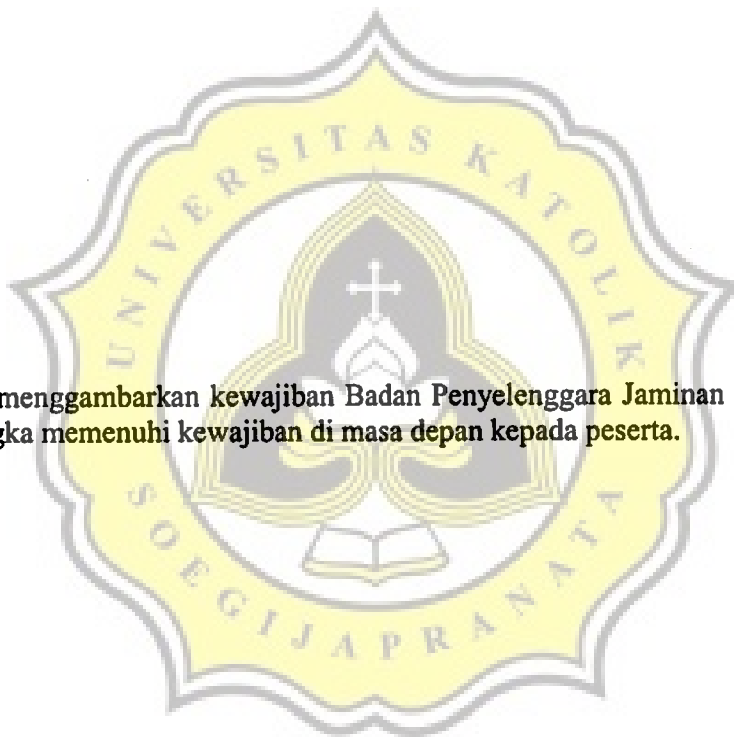 UNIVERSITAS KATOLIK
menggambarkan kewajiban Badan Penyelenggara Jaminan
gka memenuhi kewajiban di masa depan kepada peserta.
SOEGIJAPRANATA